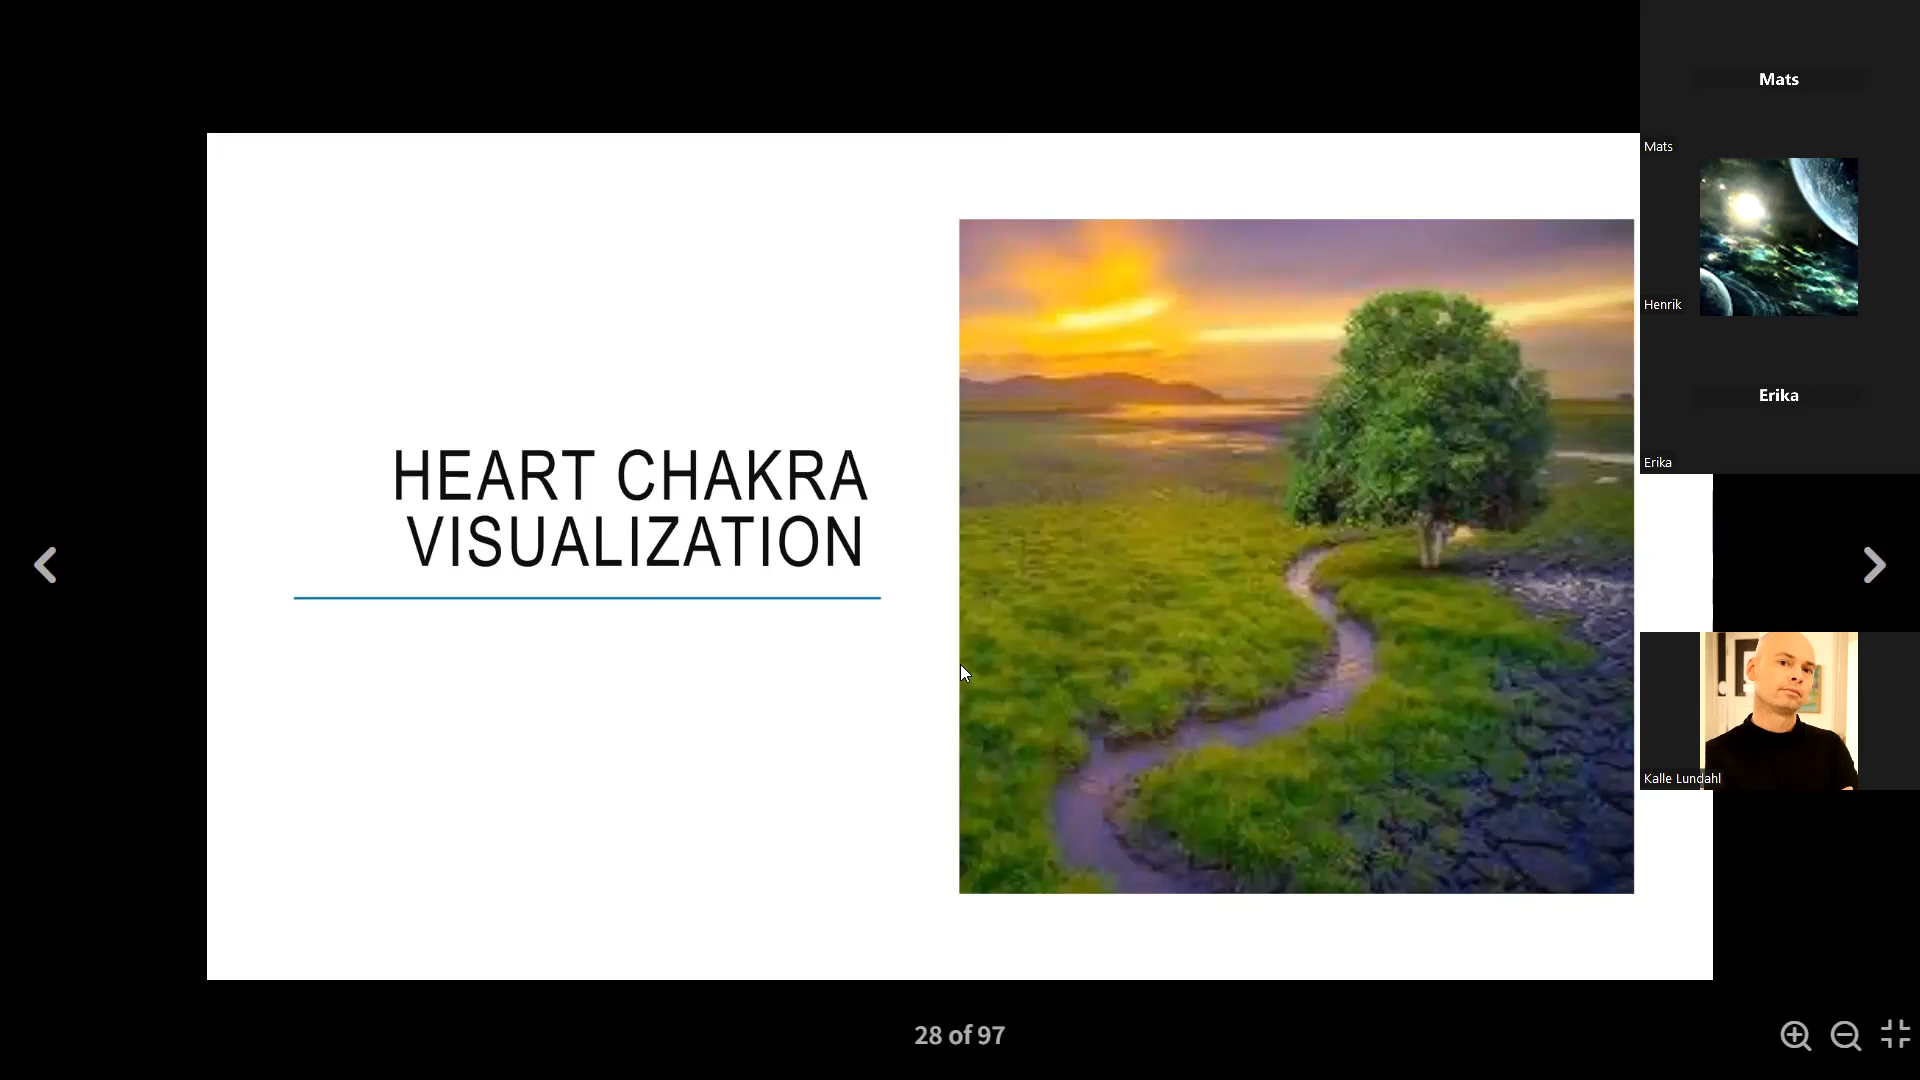 Mats
Mats
HEART CHAKRA
VISUALIZATION
Henrik
Erika
Erika
Kalle Lundahl
28 of 97